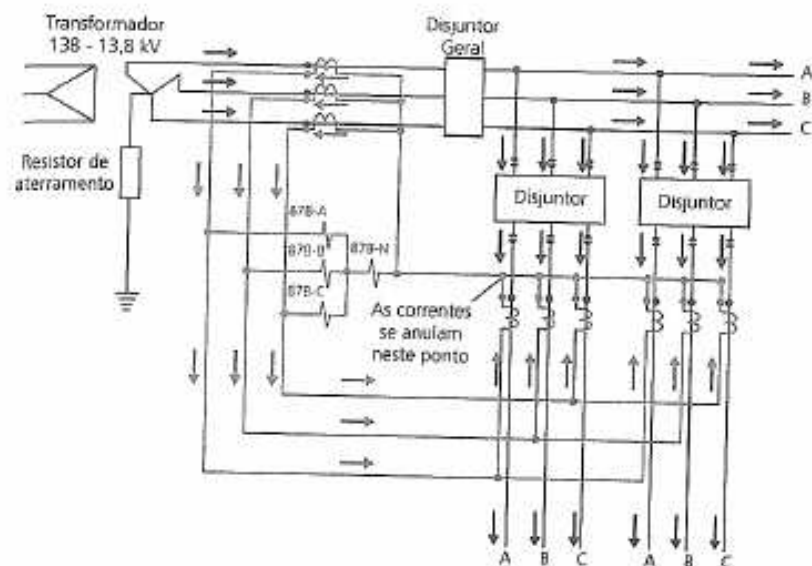 Transformador
138 - 13,8 kV
Disjuntor
Geral
A
B
C
Resistor de
aterramento
Disjuntor
Disjuntor
87B-A
87B-B
87B-N
87B-C
As correntes
se anulam
neste ponto
A B C A B C